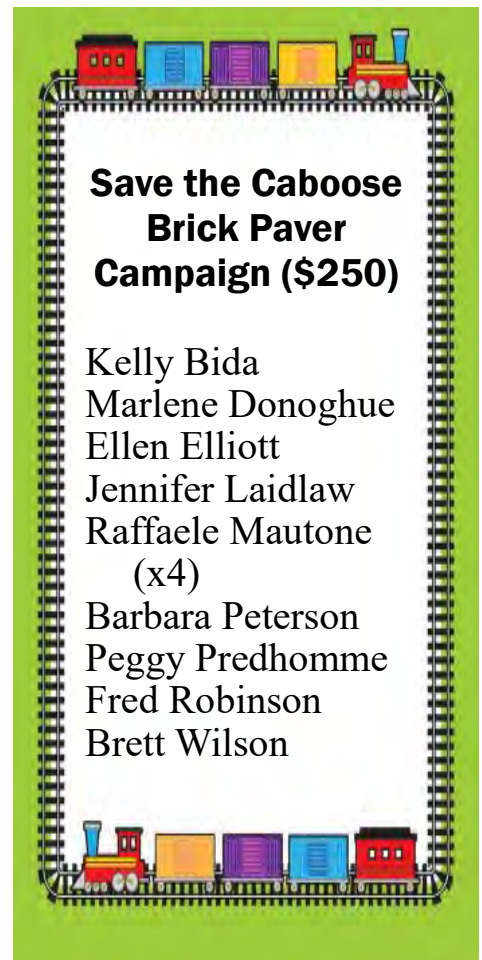 Save the Caboose
Brick Paver
Campaign ($250)
Kelly Bida
Marlene Donoghue
Ellen Elliott
Jennifer Laidlaw
Raffaele Mautone
(x4)
Barbara Peterson
Peggy Predhomme
Fred Robinson
Brett Wilson